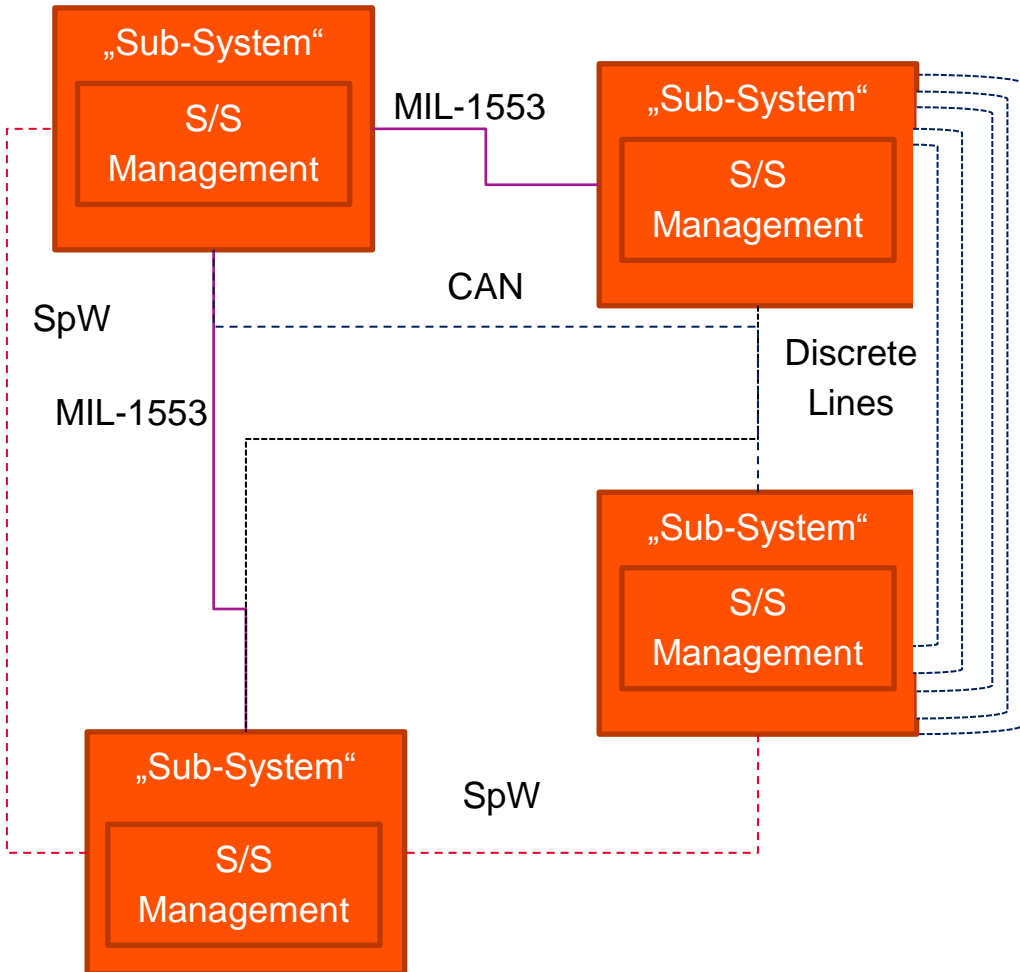 „Sub-System“
S/S
Management
MIL-1553
„Sub-System“
S/S
Management
CAN
SpW
Discrete
Lines
MIL-1553
„Sub-System“
S/S
Management
„Sub-System“
S/S
Management
SpW